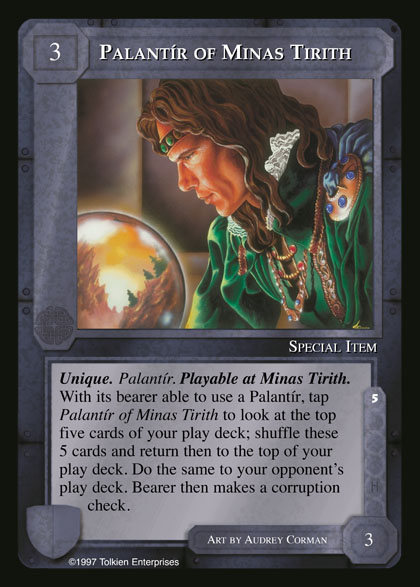 3
PALANTÍR OF MINAS TIRITH
SPECIAL ITEM
Unique. Palantír. Playable at Minas Tirith.
With its bearer able to use a Palantír, tap
Palantír of Minas Tirith to look at the top
five cards of your play deck; shuffle these
5 cards and return then to the top of your
play deck. Do the same to your opponent's
play deck. Bearer then makes a corruption
check.
5
H
ART BY AUDREY CORMAN
3
©1997 Tolkien Enterprises